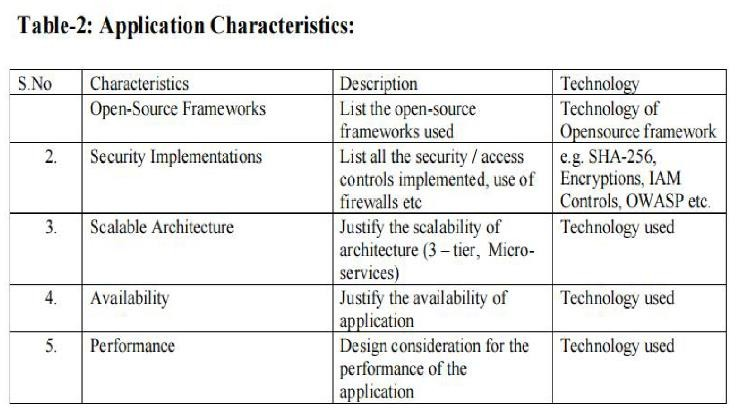 Table-2: Application Characteristics:
S.No Characteristics Description Technology
Open-Source Frameworks List the open-source Technology of
frameworks used Opensource framework
2. Security Implementations List all the security / access e.g. SHA-256,
controls implemented, use of Encryptions, IAM
firewalls etc Controls, OWASP etc.
3. Scalable Architecture Justify the scalability of Technology used
architecture (3 – tier, Micro-
services)
4. Availability Justify the availability of Technology used
application
5. Performance Design consideration for the Technology used
performance of the
application